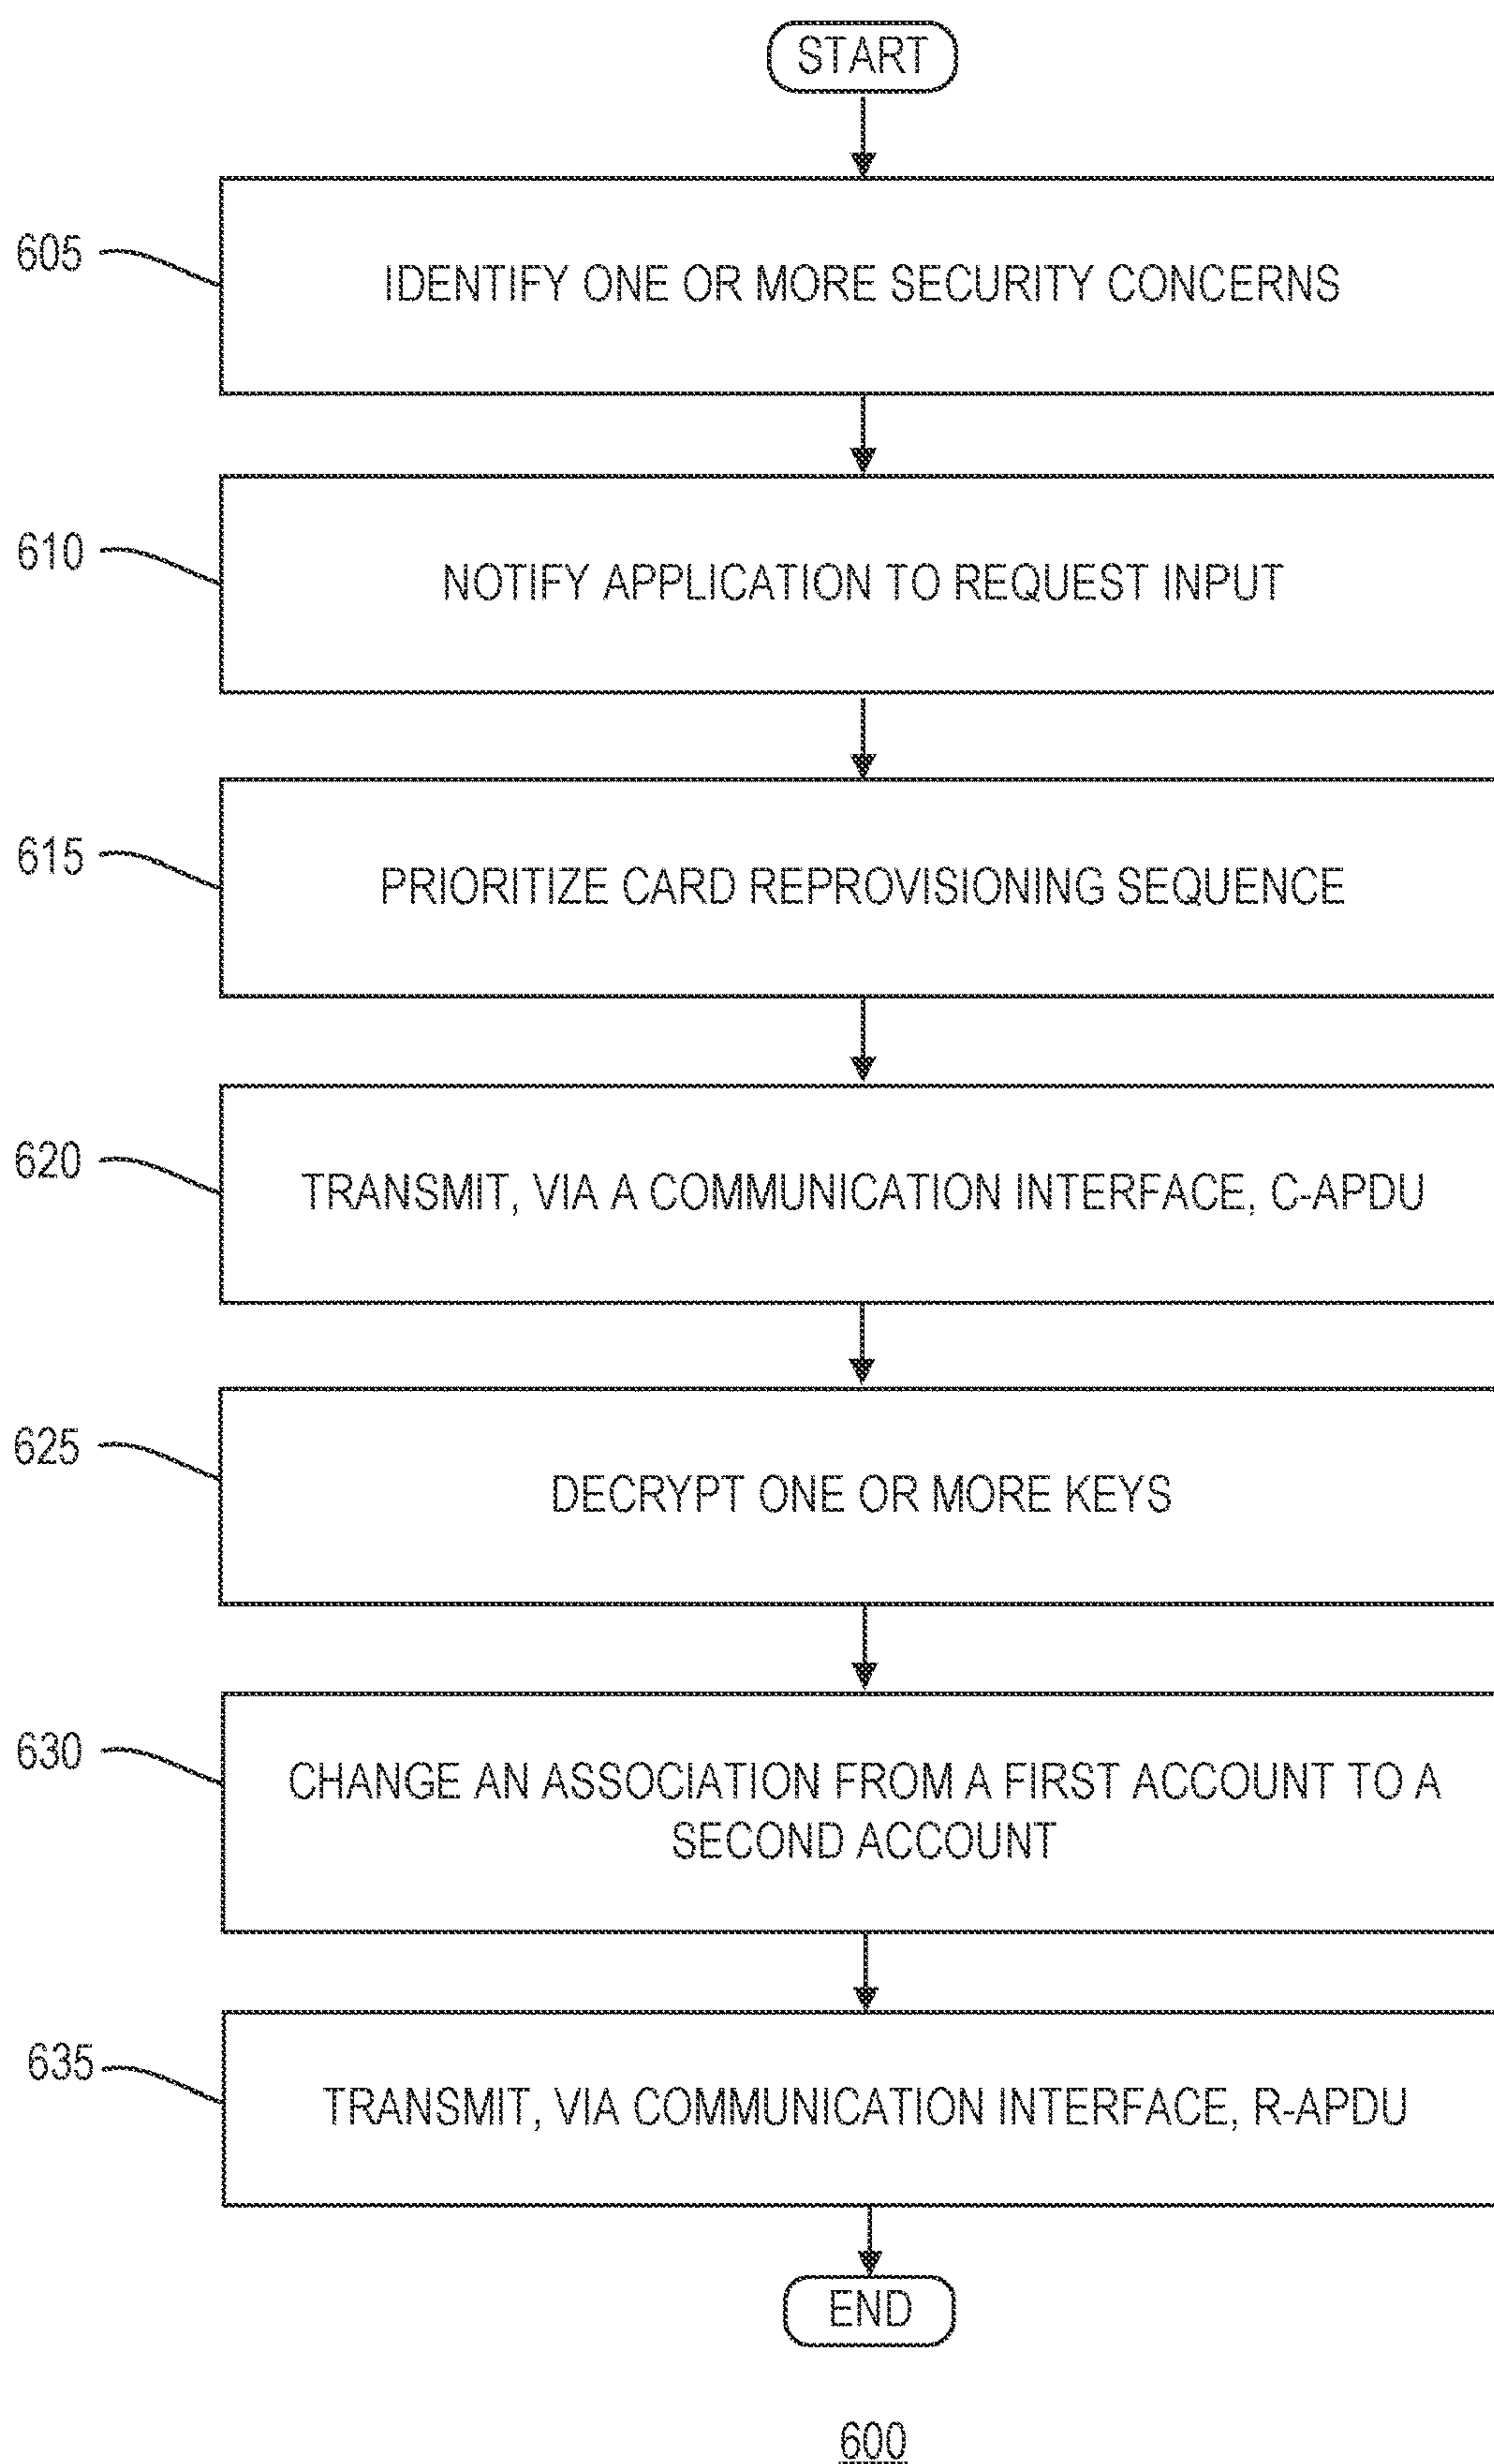 START
605
IDENTIFY ONE OR MORE SECURITY CONCERNS
610
NOTIFY APPLICATION TO REQUEST INPUT
615
PRIORITIZE CARD REPROVISIONING SEQUENCE
620
TRANSMIT, VIA A COMMUNICATION INTERFACE, C-APDU
625
DECRYPT ONE OR MORE KEYS
630
CHANGE AN ASSOCIATION FROM A FIRST ACCOUNT TO A
SECOND ACCOUNT
635
TRANSMIT, VIA COMMUNICATION INTERFACE, R-APDU
END
600